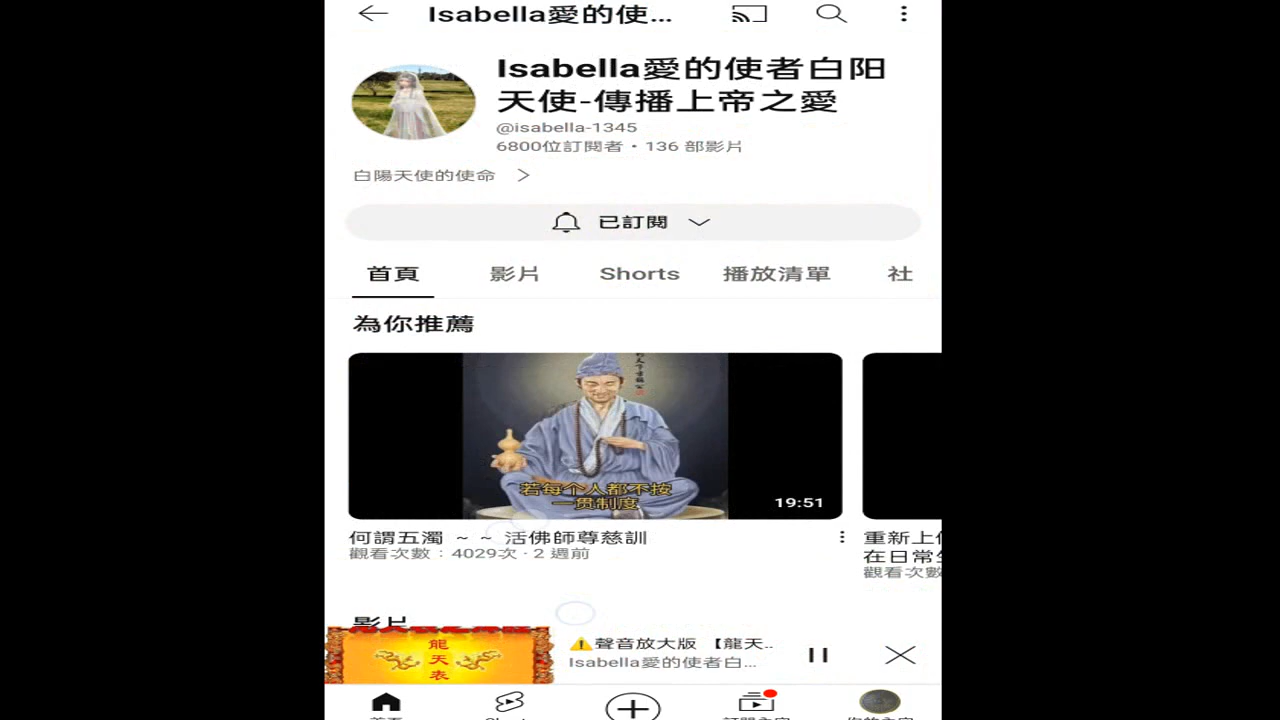 Isabella愛的使...
Isabella愛的使者白阳
天使-傳播上帝之愛
@isabella-1345
6800位訂閱者・136 部影片
白陽天使的使命 >
已訂閱
首頁 影片 Shorts 播放清單 社
為你推薦
若每个人都不按
一贯制度
19:51
何謂五濁 ~ ~ 活佛師尊慈訓
觀看次數：4029次 · 2 週前
重新上
在日常
觀看次數
影片
龍
天
表
⚠️聲音放大版 【龍天..
Isabella愛的使者白...
首頁